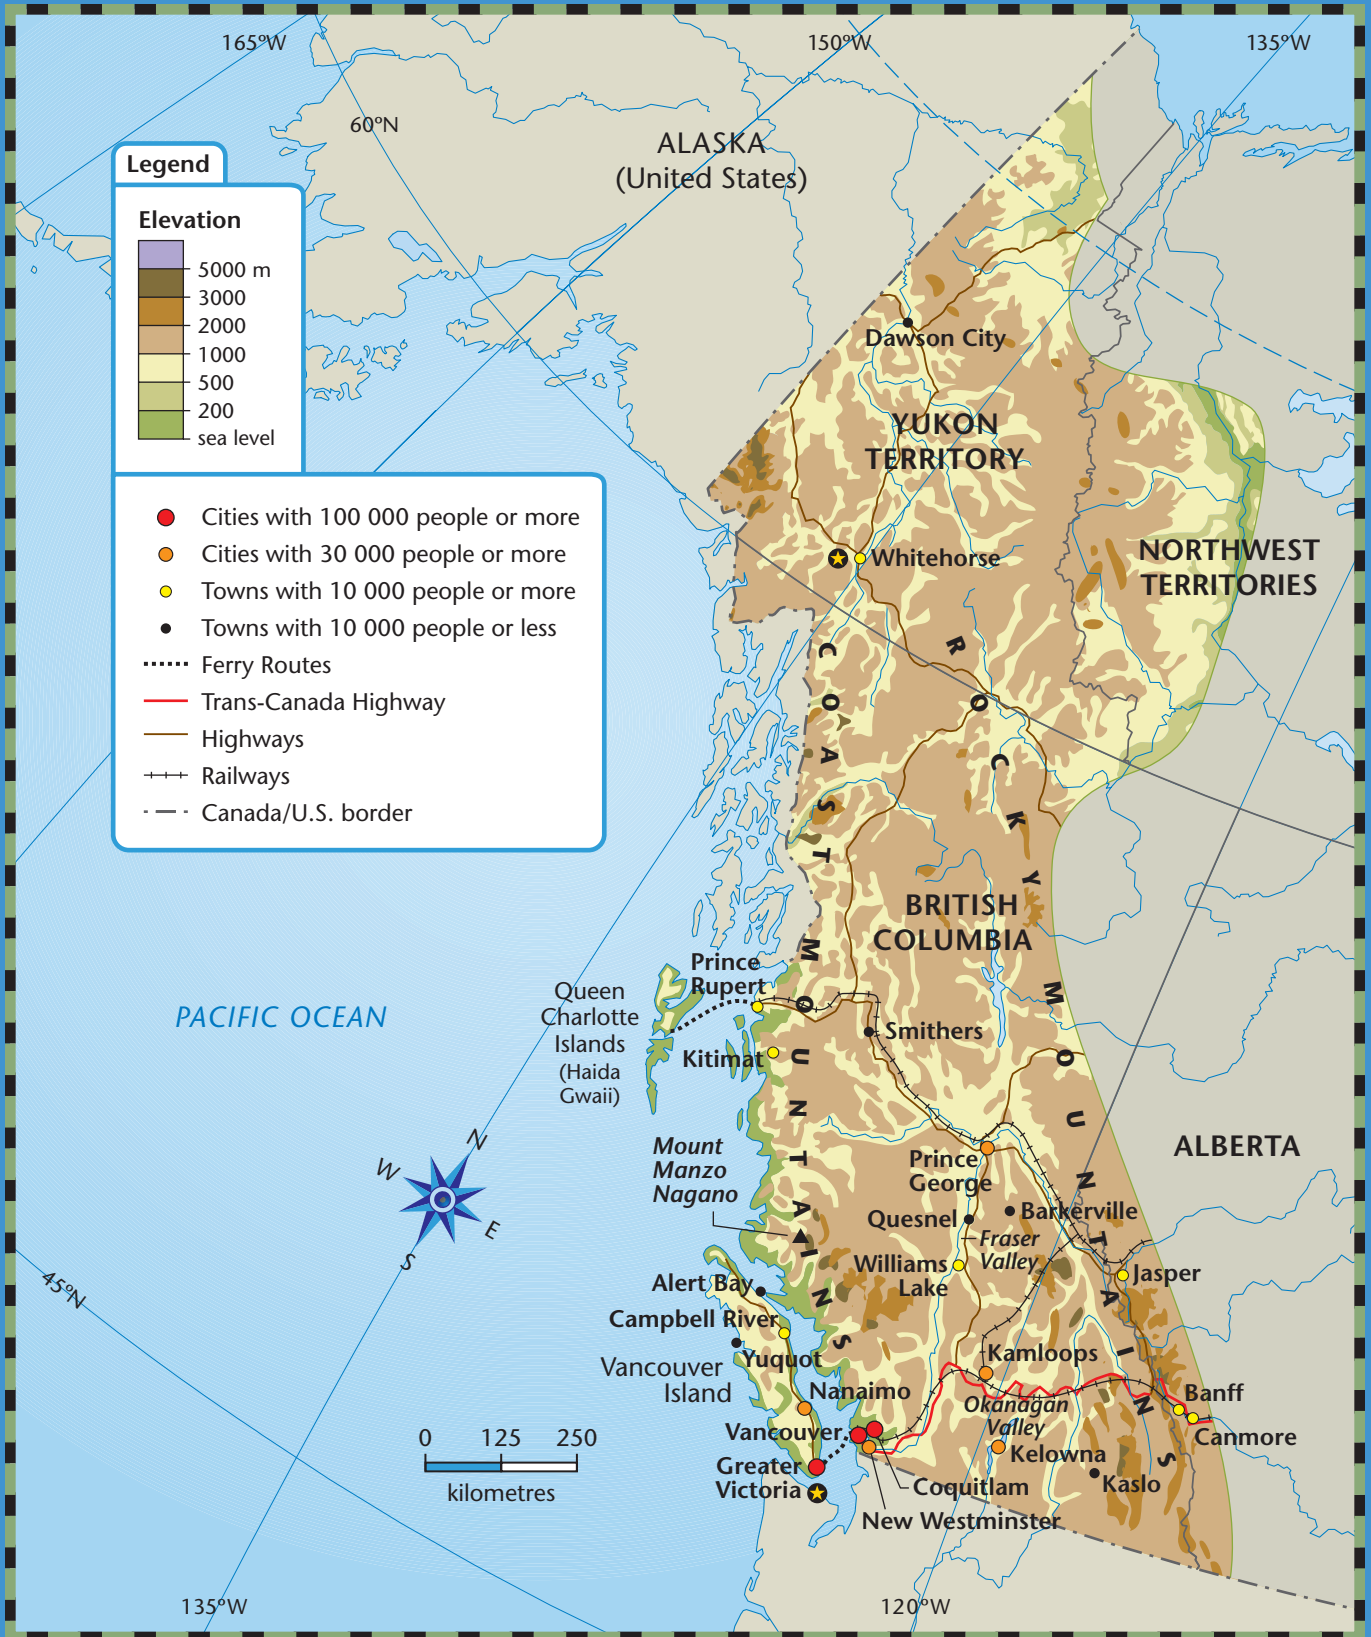 165°W
150°W
135°W
60°N
ALASKA
(United States)
Legend
Elevation
5000 m
3000
2000
1000
500
200
sea level
Cities with 100 000 people or more
Cities with 30 000 people or more
Towns with 10 000 people or more
Towns with 10 000 people or less
Ferry Routes
Trans-Canada Highway
Highways
Railways
Canada/U.S. border
Dawson City
YUKON
TERRITORY
Whitehorse
NORTHWEST
TERRITORIES
COAST MOUNTAINS
ROCKY MOUNTAINS
BRITISH
COLUMBIA
PACIFIC OCEAN
Queen
Charlotte
Islands
(Haida
Gwaii)
Prince
Rupert
Kitimat
Smithers
Mount
Manzo
Nagano
Prince
George
ALBERTA
Quesnel
Barkerville
Fraser
Valley
Williams
Lake
Jasper
N
W
E
S
45°N
Alert Bay
Campbell River
Yuquot
Vancouver
Island
Nanaimo
Kamloops
Okanagan
Valley
Banff
Canmore
Vancouver
Kelowna
Kaslo
Greater
Victoria
Coquitlam
New Westminster
0 125 250
kilometres
135°W
120°W